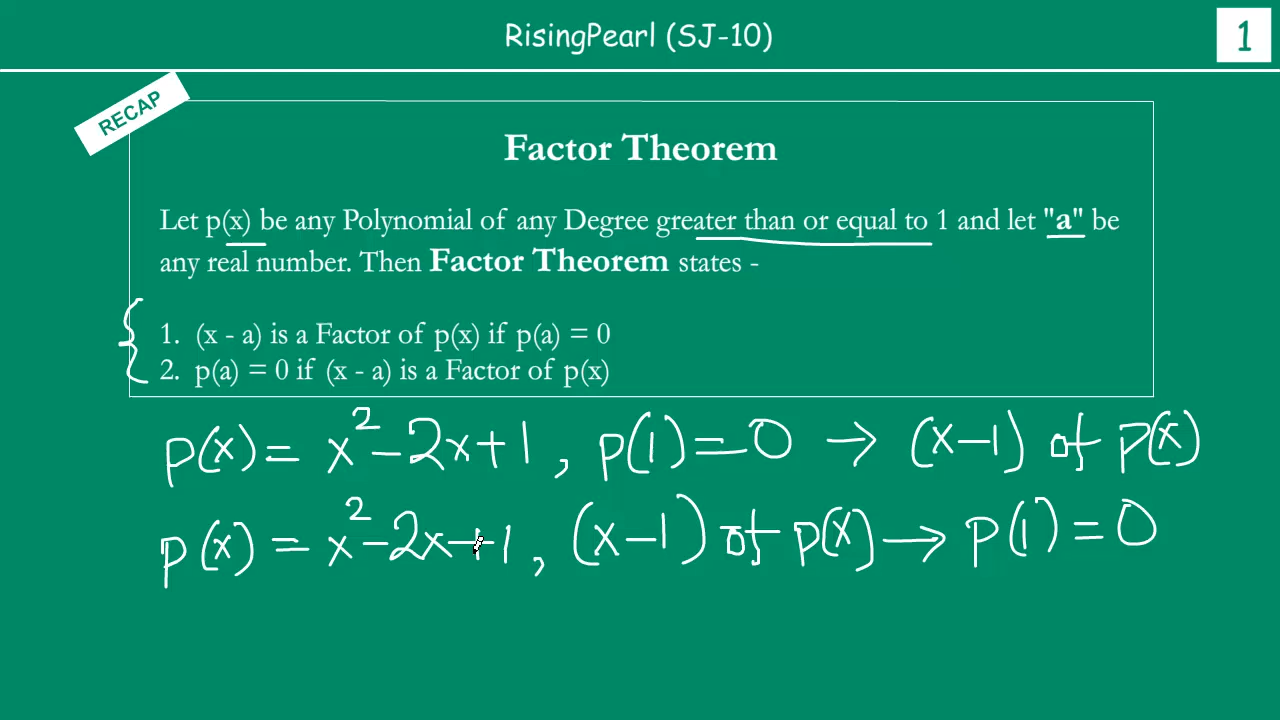 RisingPearl (SJ-10)
1
RECAP
Factor Theorem
Let p(x) be any Polynomial of any Degree greater than or equal to 1 and let "a" be
any real number. Then Factor Theorem states -
1. (x - a) is a Factor of p(x) if p(a) = 0
2. p(a) = 0 if (x - a) is a Factor of p(x)
p(x) = x² - 2x + 1, p(1) = 0 → (x - 1) of p(x)
p(x) = x² - 2x + 1, (x - 1) of p(x) → p(1) = 0